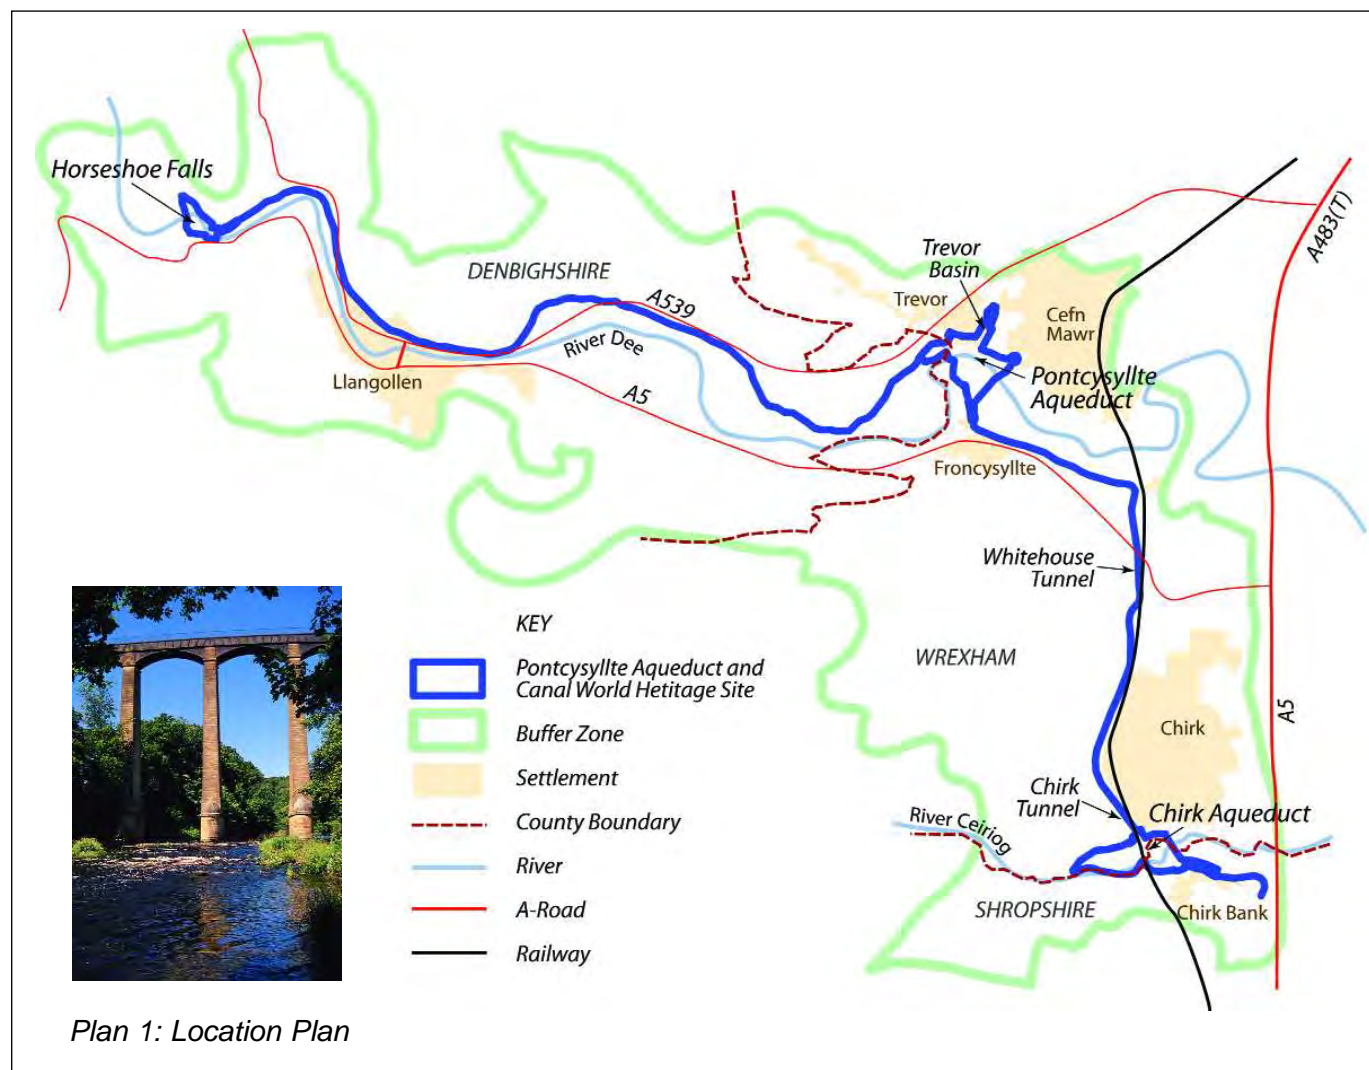 Horseshoe Falls
DENBIGHSHIRE
A539
River Dee
A5
Llangollen
Trevor
Basin
Trevor
Cefn
Mawr
A483(T)
Pontcysyllte
Aqueduct
Froncysyllte
Whitehouse
Tunnel
WREXHAM
Chirk
A5
Chirk
Tunnel
Chirk Aqueduct
River Ceiriog
SHROPSHIRE
Chirk Bank
KEY
Pontcysyllte Aqueduct and
Canal World Hetitage Site
Buffer Zone
Settlement
County Boundary
River
A-Road
Railway
Plan 1: Location Plan